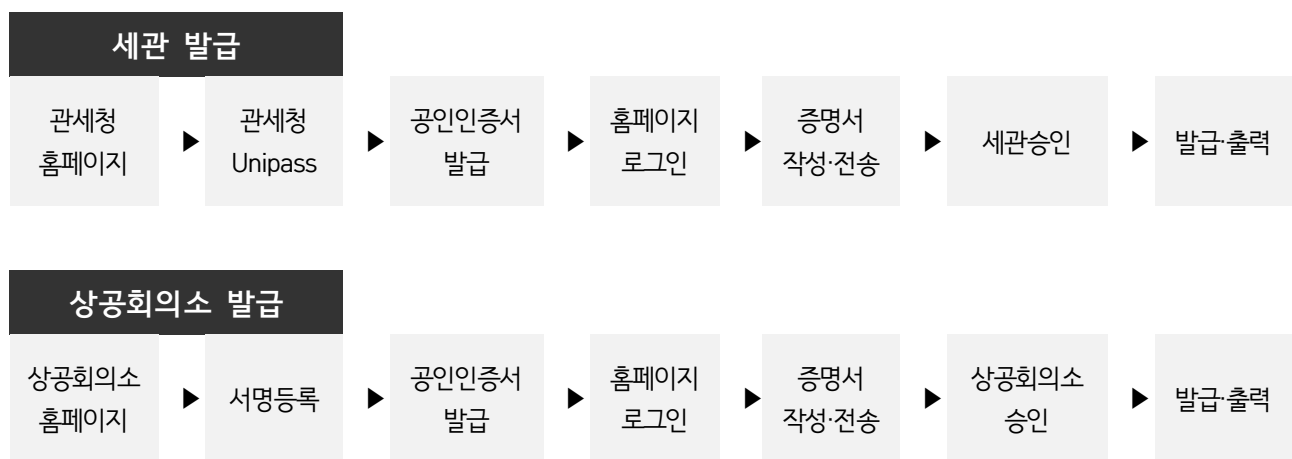 세관 발급
관세청
홈페이지
▶
관세청
Unipass
▶
공인인증서
발급
▶
홈페이지
로그인
▶
증명서
작성·전송
▶
세관승인
▶
발급·출력
상공회의소 발급
상공회의소
홈페이지
▶
서명등록
▶
공인인증서
발급
▶
홈페이지
로그인
▶
증명서
작성·전송
▶
상공회의소
승인
▶
발급·출력